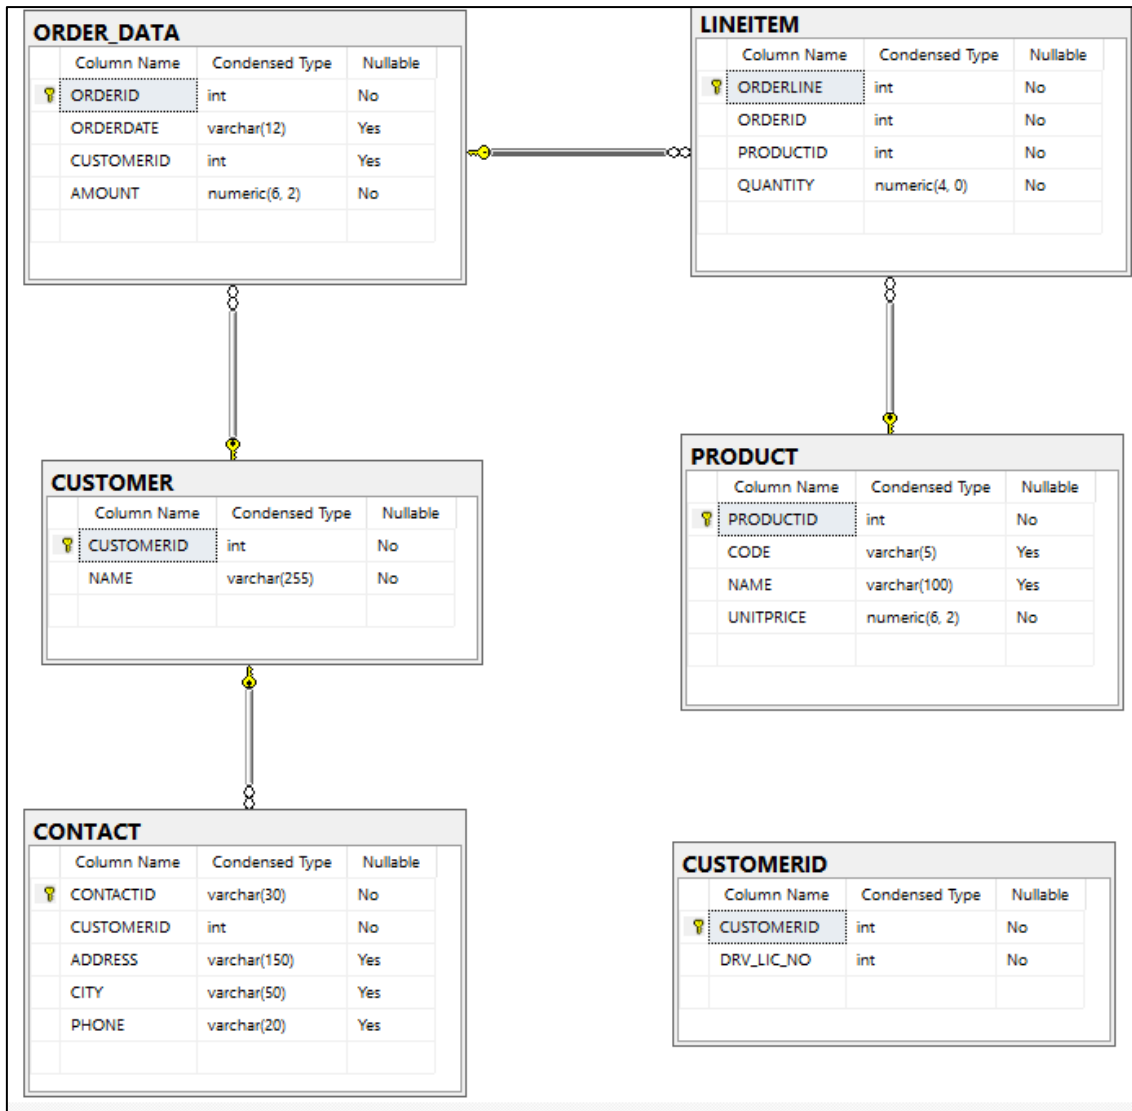 ORDER_DATA
Column Name Condensed Type Nullable
ORDERID int No
ORDERDATE varchar(12) Yes
CUSTOMERID int Yes
AMOUNT numeric(6, 2) No
LINEITEM
Column Name Condensed Type Nullable
ORDERLINE int No
ORDERID int No
PRODUCTID int No
QUANTITY numeric(4, 0) No
CUSTOMER
Column Name Condensed Type Nullable
CUSTOMERID int No
NAME varchar(255) No
PRODUCT
Column Name Condensed Type Nullable
PRODUCTID int No
CODE varchar(5) Yes
NAME varchar(100) Yes
UNITPRICE numeric(6, 2) No
CONTACT
Column Name Condensed Type Nullable
CONTACTID varchar(30) No
CUSTOMERID int No
ADDRESS varchar(150) Yes
CITY varchar(50) Yes
PHONE varchar(20) Yes
CUSTOMERID
Column Name Condensed Type Nullable
CUSTOMERID int No
DRV_LIC_NO int No